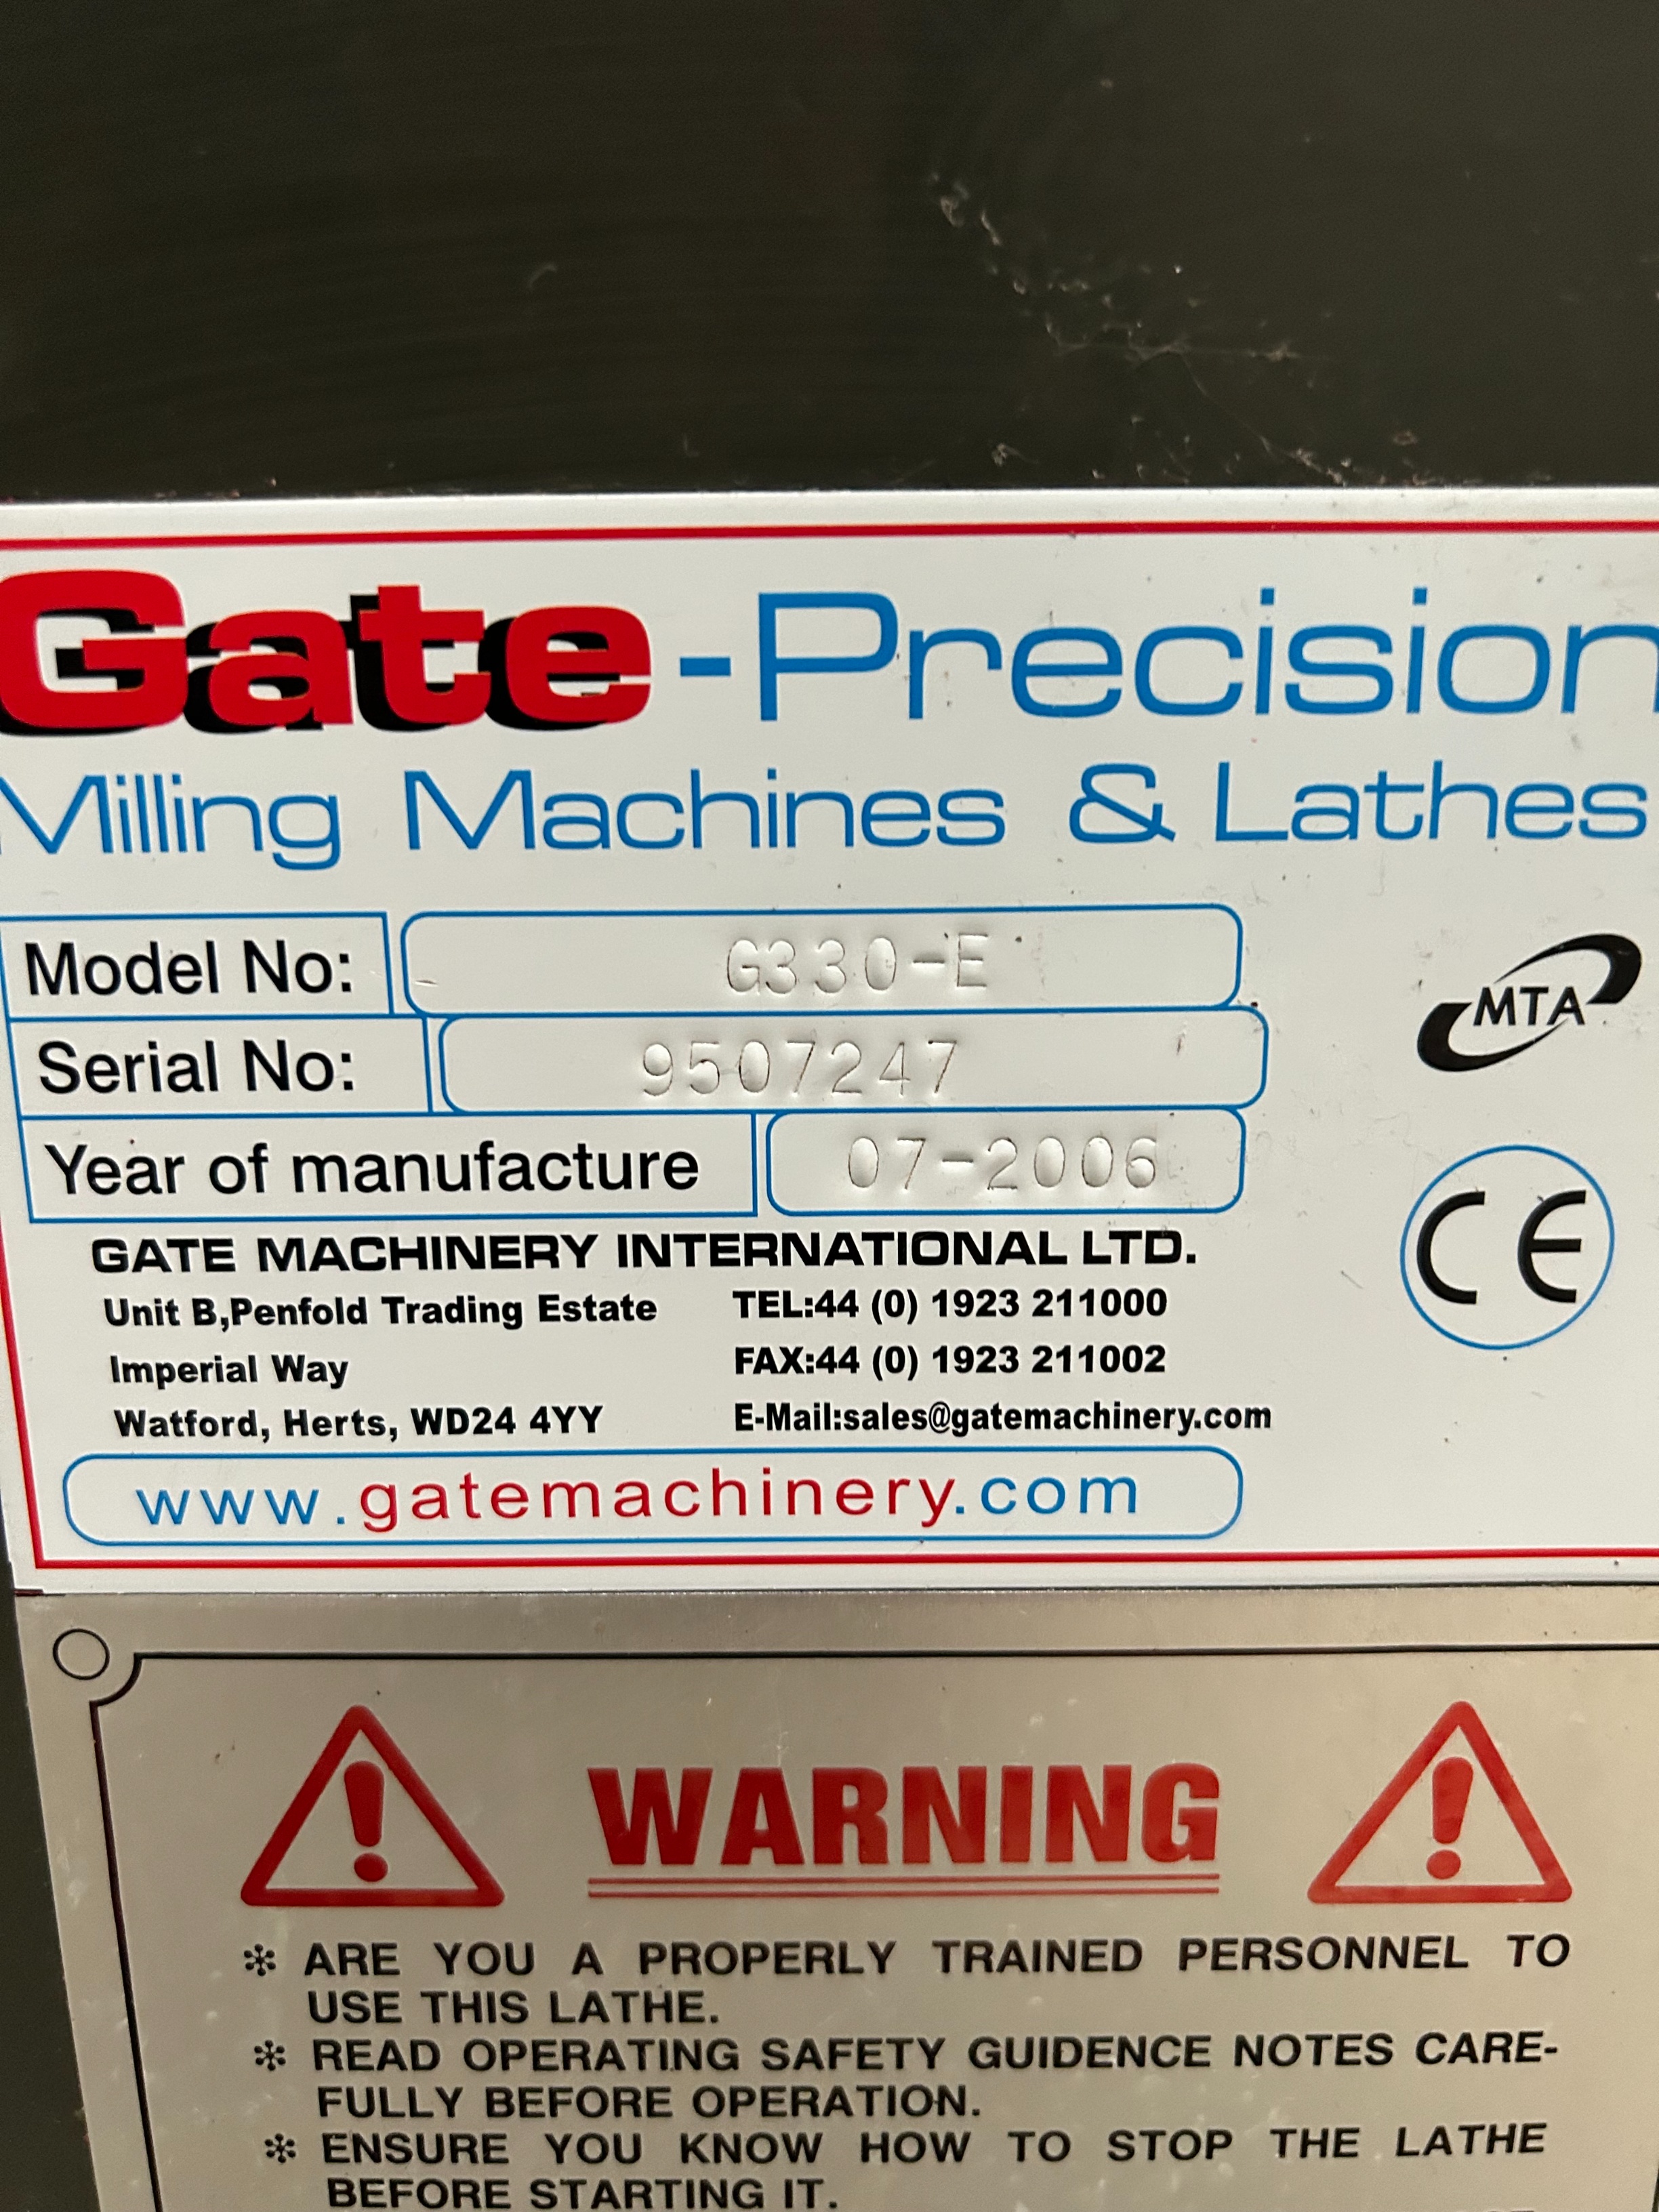 Gate-Precision
Milling Machines & Lathes
Model No: G330-E
Serial No: 9507247
Year of manufacture 07-2006
MTA
CE
GATE MACHINERY INTERNATIONAL LTD.
Unit B,Penfold Trading Estate TEL:44 (0) 1923 211000
Imperial Way FAX:44 (0) 1923 211002
Watford, Herts, WD24 4YY E-Mail:sales@gatemachinery.com
www.gatemachinery.com
WARNING
* ARE YOU A PROPERLY TRAINED PERSONNEL TO
USE THIS LATHE.
* READ OPERATING SAFETY GUIDENCE NOTES CARE-
FULLY BEFORE OPERATION.
* ENSURE YOU KNOW HOW TO STOP THE LATHE
BEFORE STARTING IT.